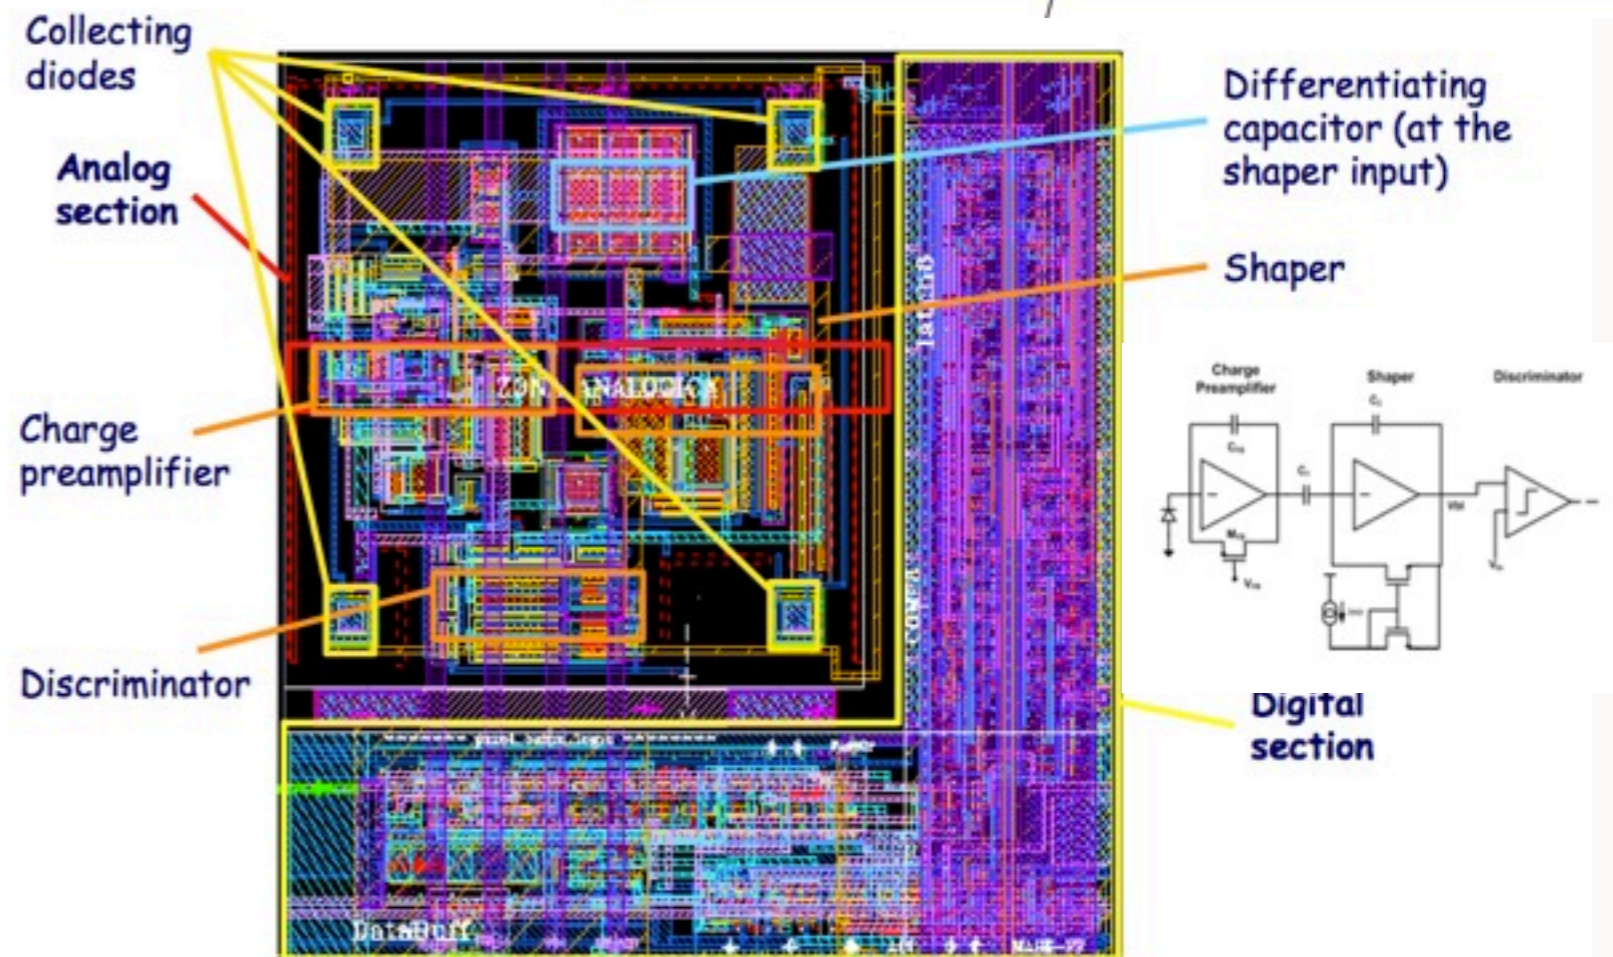 Collecting
diodes
Analog
section
Charge
preamplifier
Discriminator
Differentiating
capacitor (at the
shaper input)
Shaper
Digital
section
ANALOGICA
DataBuff
Charge
Preamplifier
Shaper
Discriminator